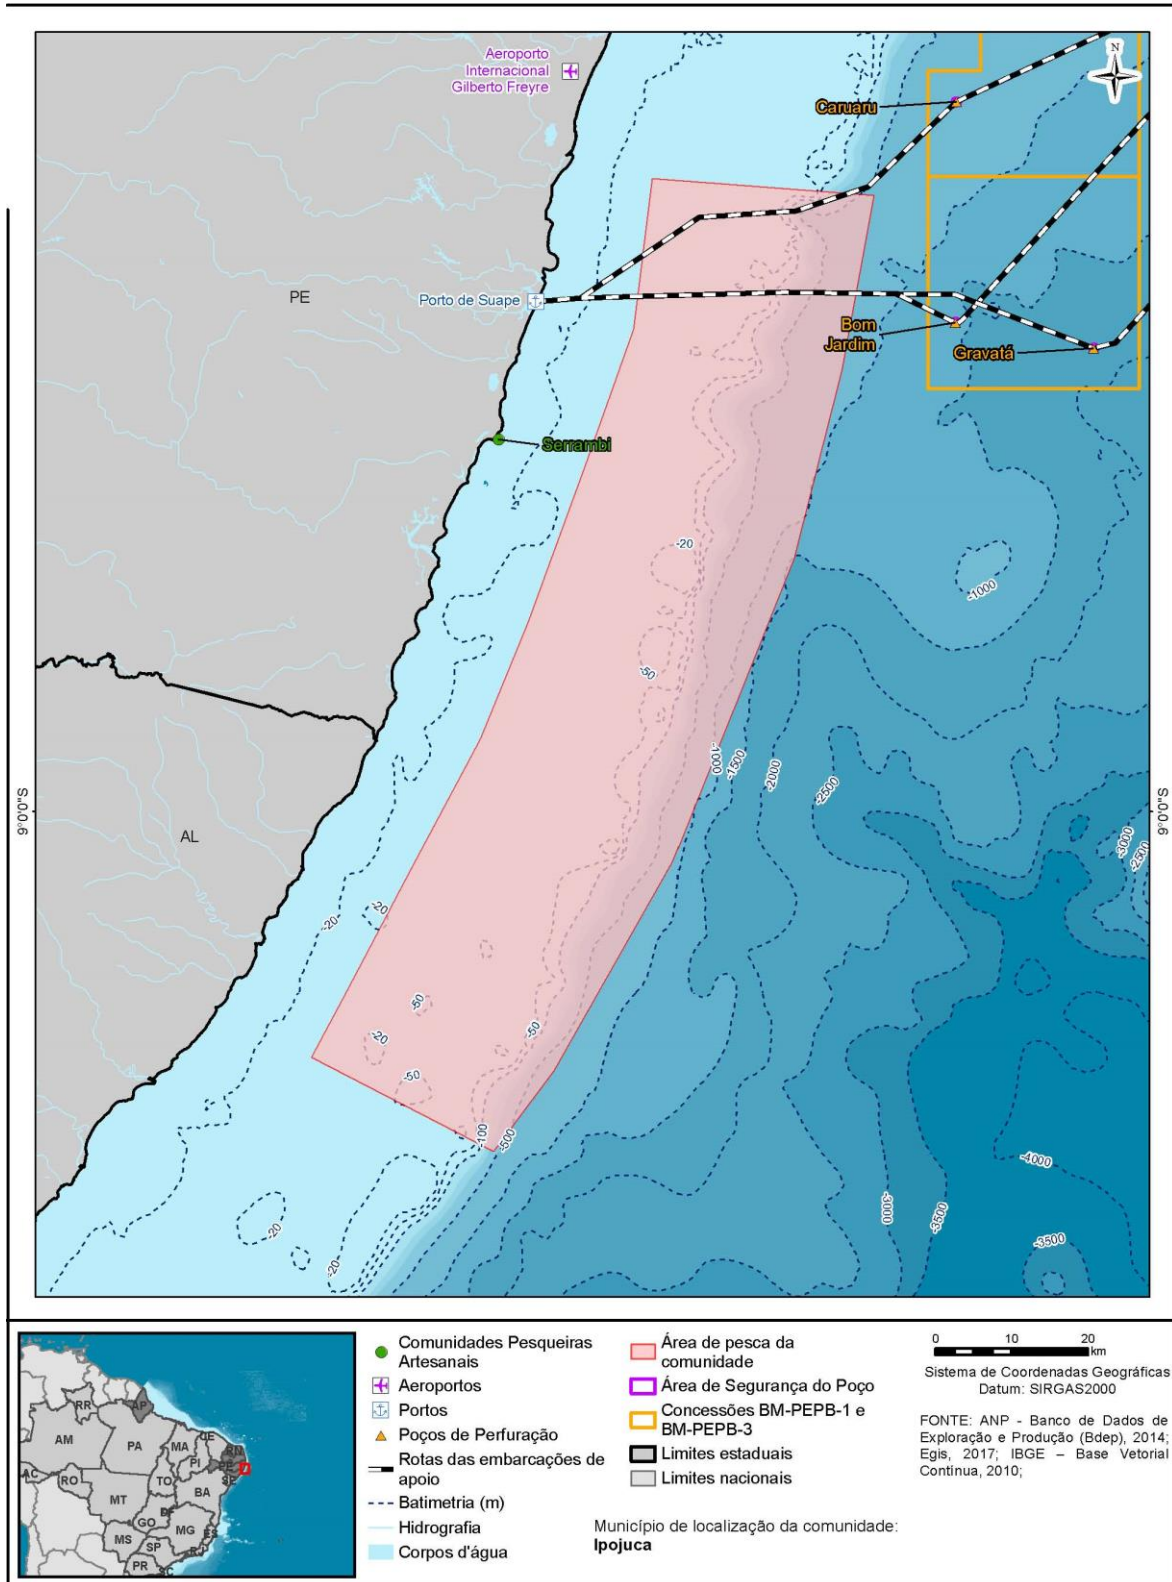 Aeroporto
Internacional
Gilberto Freyre
N
Caruaru
PE
Porto de Suape
Bom
Jardim
Gravatá
Serrambi
-20
-1000
-50
-1000
-1500
-2000
-2500
9°0'0"S
9°0'0"S
AL
-3000
-2500
-20
-20
-50
-50
-20
-50
-100
-500
-4000
-3000
-3500
-20
-20
-3500
RR
AP
AM
PA
MA
CE
RN
PI
PE
SE
AC
RO
TO
BA
MT
DF
GO
MG
ES
MS
SP
RJ
PR
SC
Comunidades Pesqueiras
Artesanais
Aeroportos
Portos
Poços de Perfuração
Rotas das embarcações de
apoio
Batimetria (m)
Hidrografia
Corpos d'água
Área de pesca da
comunidade
Área de Segurança do Poço
Concessões BM-PEPB-1 e
BM-PEPB-3
Limites estaduais
Limites nacionais
Município de localização da comunidade:
Ipojuca
0 10 20
km
Sistema de Coordenadas Geográficas
Datum: SIRGAS2000
FONTE: ANP - Banco de Dados de
Exploração e Produção (Bdep), 2014;
Egis, 2017; IBGE – Base Vetorial
Contínua, 2010;